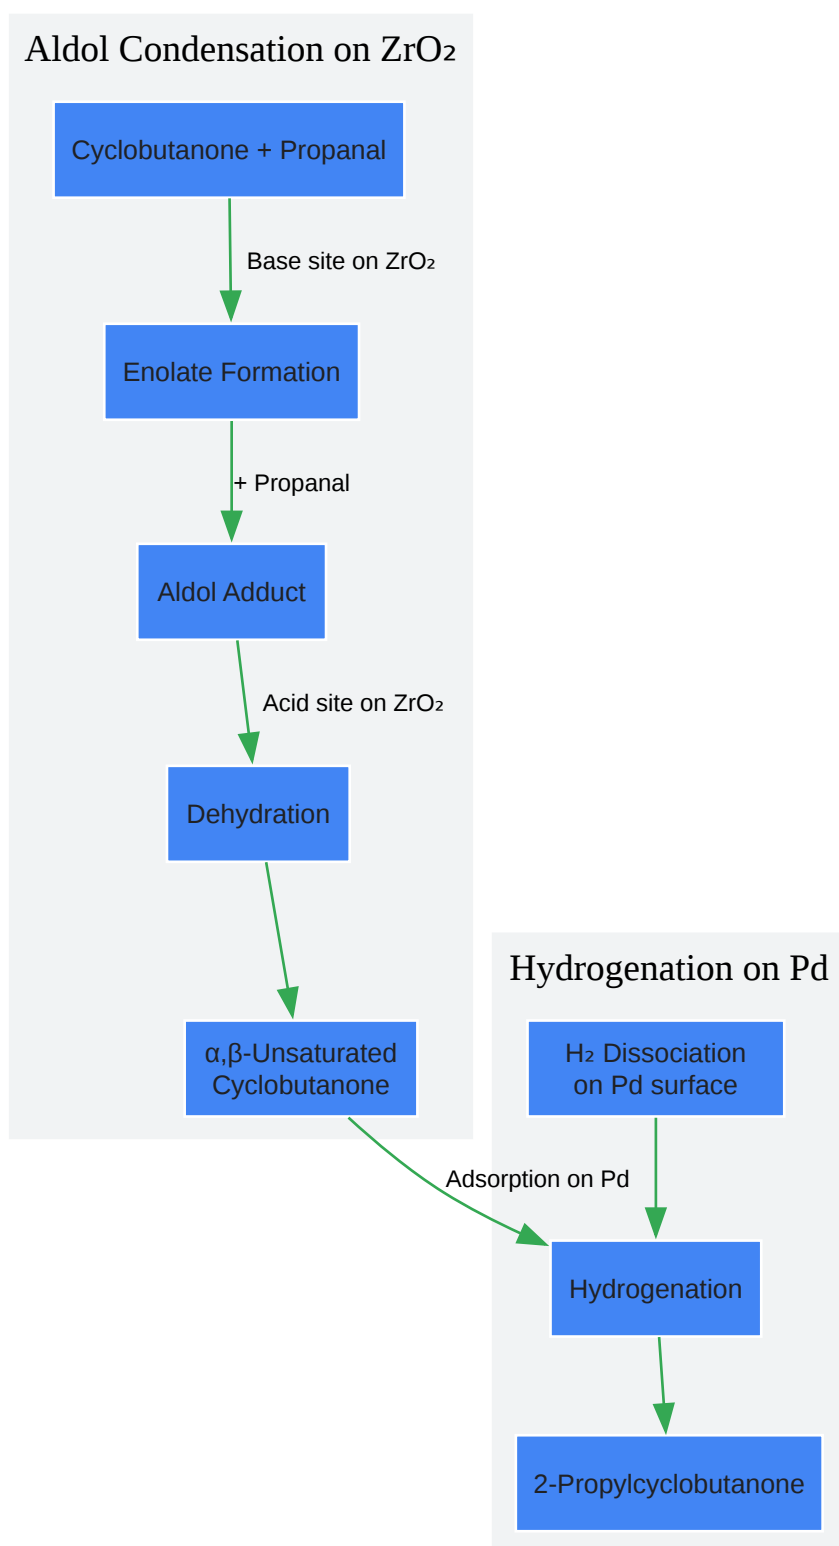 Aldol Condensation on ZrO₂
Cyclobutanone + Propanal
Base site on ZrO₂
Enolate Formation
+ Propanal
Aldol Adduct
Acid site on ZrO₂
Dehydration
α,β-Unsaturated
Cyclobutanone
Hydrogenation on Pd
H₂ Dissociation
on Pd surface
Adsorption on Pd
Hydrogenation
2-Propylcyclobutanone